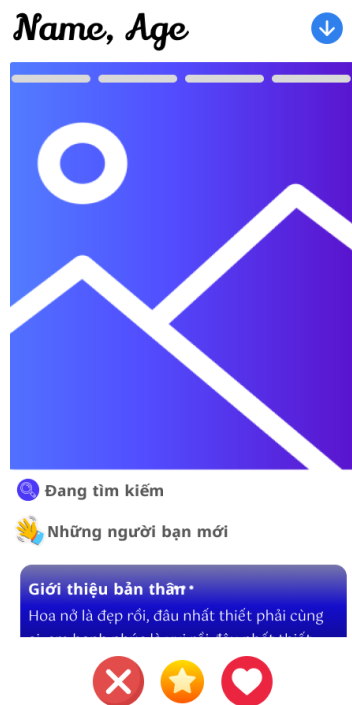 Name, Age
Đang tìm kiếm
Những người bạn mới
Giới thiệu bản thân
Hoa nở là đẹp rồi, đâu nhất thiết phải cùng